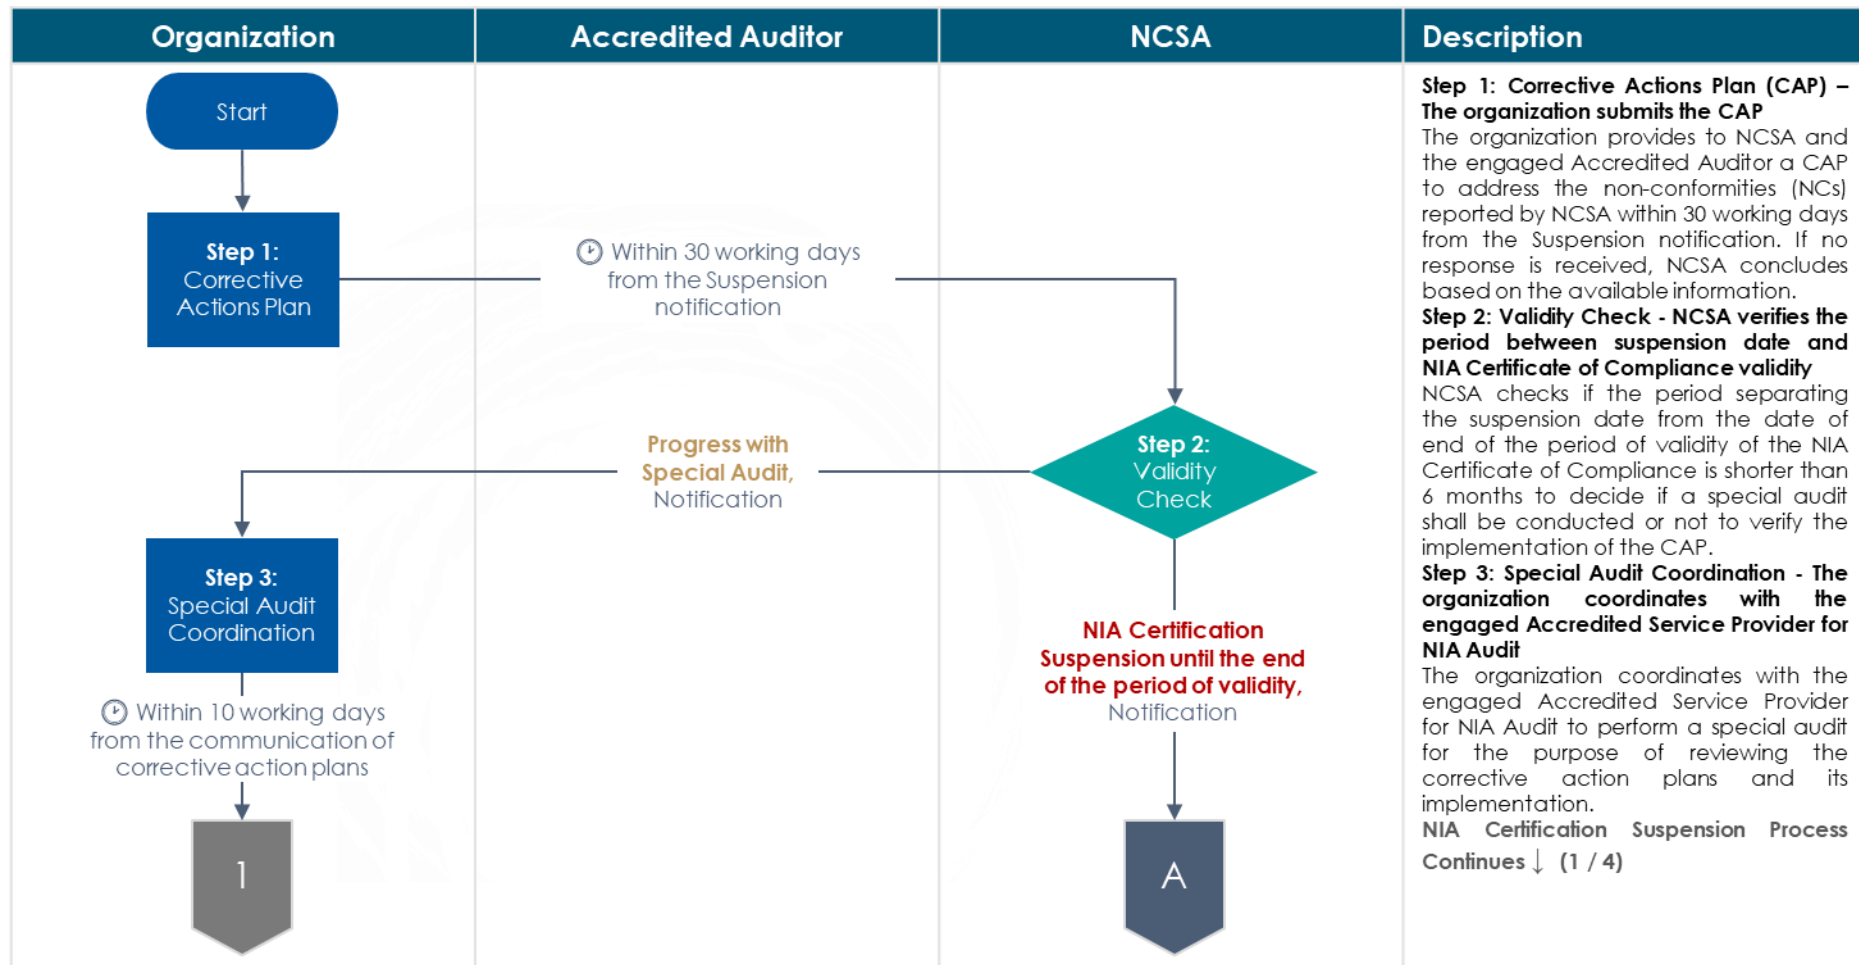 Organization
Accredited Auditor
NCSA
Description
Start
Step 1:
Corrective
Actions Plan
Within 30 working days
from the Suspension
notification
Step 2:
Validity
Check
Progress with
Special Audit,
Notification
Step 3:
Special Audit
Coordination
Within 10 working days
from the communication of
corrective action plans
NIA Certification
Suspension until the end
of the period of validity,
Notification
1
A
Step 1: Corrective Actions Plan (CAP) –
The organization submits the CAP
The organization provides to NCSA and
the engaged Accredited Auditor a CAP
to address the non-conformities (NCs)
reported by NCSA within 30 working days
from the Suspension notification. If no
response is received, NCSA concludes
based on the available information.
Step 2: Validity Check - NCSA verifies the
period between suspension date and
NIA Certificate of Compliance validity
NCSA checks if the period separating
the suspension date from the date of
end of the period of validity of the NIA
Certificate of Compliance is shorter than
6 months to decide if a special audit
shall be conducted or not to verify the
implementation of the CAP.
Step 3: Special Audit Coordination - The
organization coordinates with the
engaged Accredited Service Provider for
NIA Audit
The organization coordinates with the
engaged Accredited Service Provider
for NIA Audit to perform a special audit
for the purpose of reviewing the
corrective action plans and its
implementation.
NIA Certification Suspension Process
Continues ↓ (1 / 4)